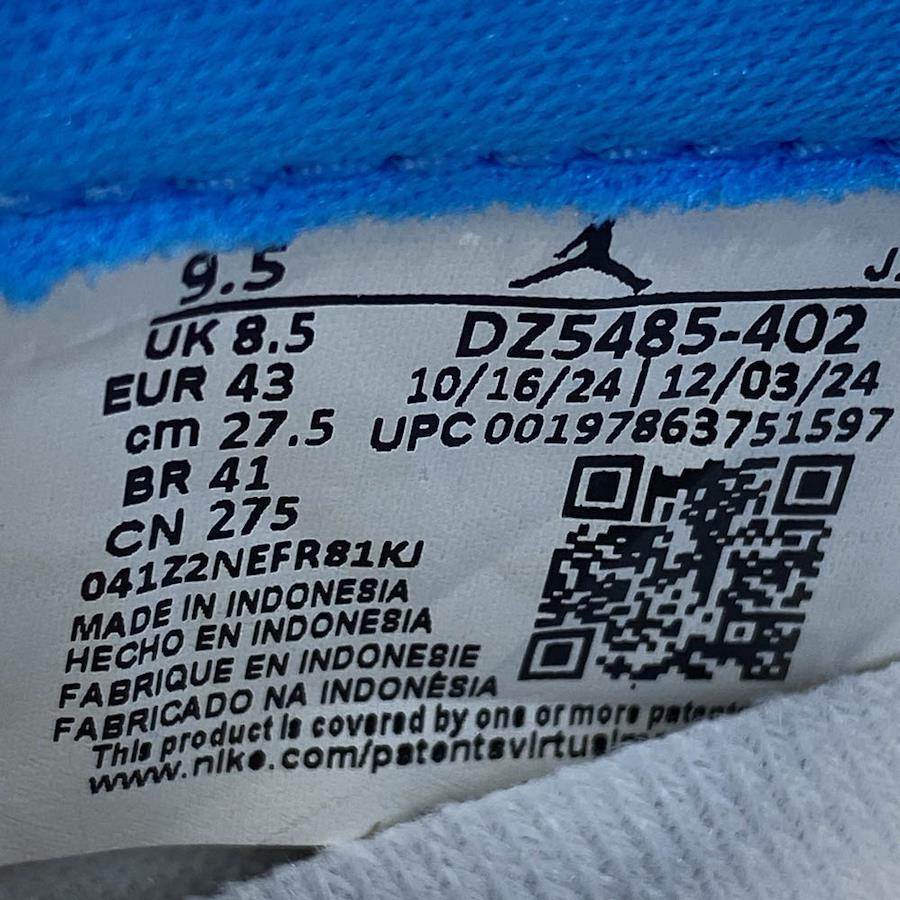 9.5
UK 8.5
EUR 43
cm 27.5
BR 41
CN 275
DZ5485-402
10/16/24 | 12/03/24
UPC 00197863751597
041Z2NEFR81KJ
MADE IN INDONESIA
HECHO EN INDONESIA
FABRIQUE EN INDONESIE
FABRICADO NA INDONÉSIA
This product is covered by one or more
www.nike.com/patentsvirtual